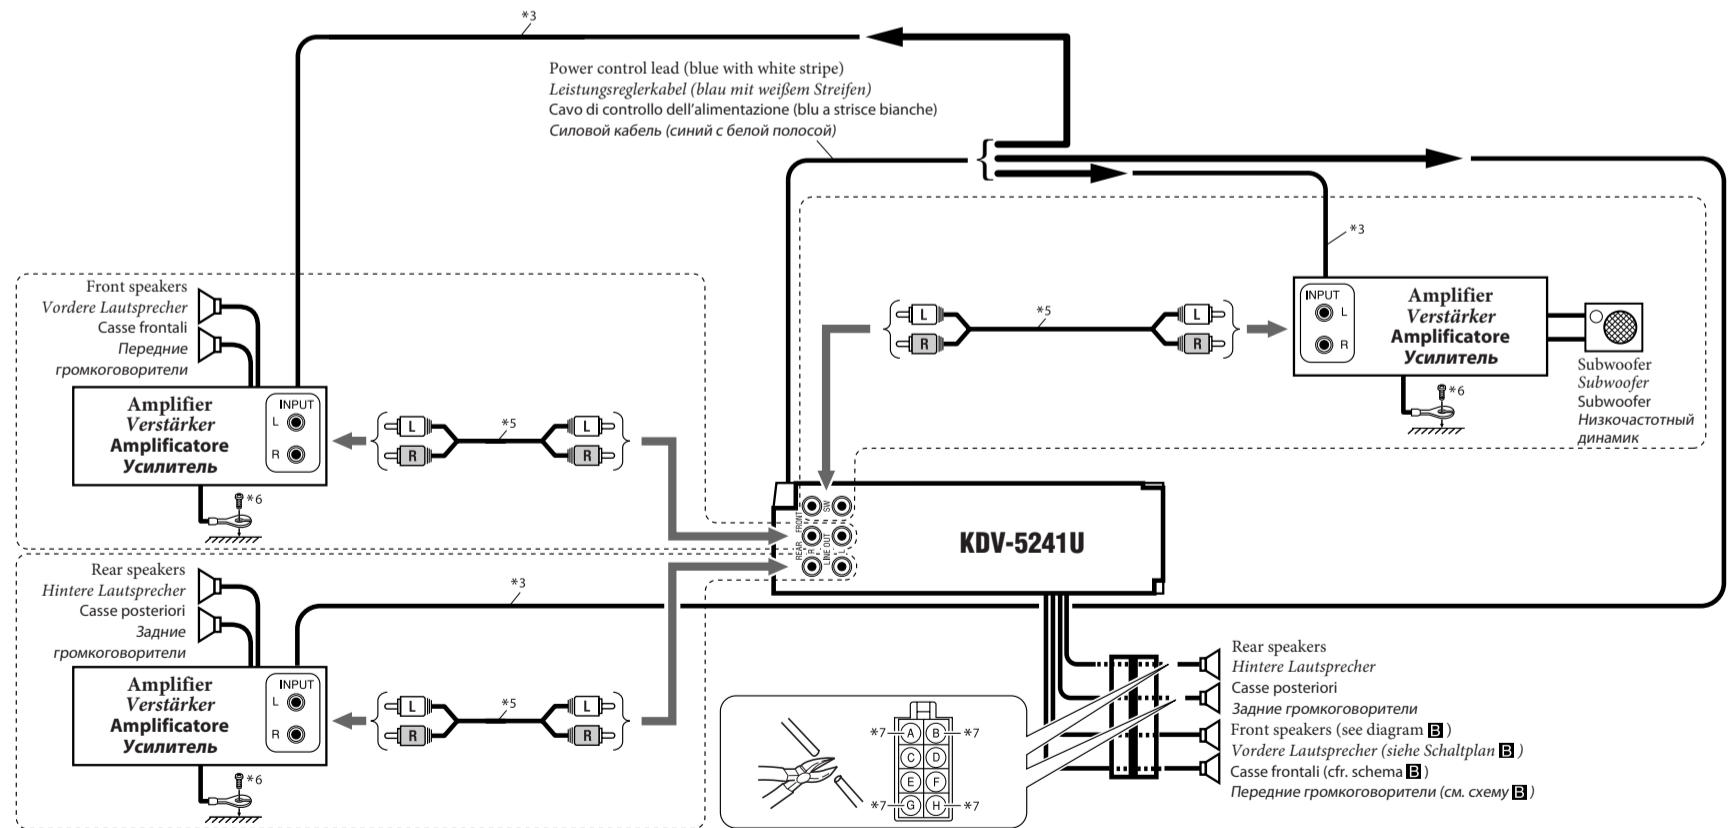 *3
Power control lead (blue with white stripe)
Leistungsreglerkabel (blau mit weißem Streifen)
Cavo di controllo dell'alimentazione (blu a strisce bianche)
Силовой кабель (синий с белой полосой)
*3
Front speakers
Vordere Lautsprecher
Casse frontali
Передние
громкоговорители
Amplifier
Verstärker
Amplificatore
Усилитель
INPUT
L
R
*6
L
R
*5
L
R
L
R
*5
L
R
INPUT
L
R
Amplifier
Verstärker
Amplificatore
Усилитель
*6
Subwoofer
Subwoofer
Subwoofer
Низкочастотный
динамик
FRONT
SW
REAR
R
LINE OUT
L
KDV-5241U
Rear speakers
Hintere Lautsprecher
Casse posteriori
Задние
громкоговорители
*3
Amplifier
Verstärker
Amplificatore
Усилитель
INPUT
L
R
*6
L
R
*5
L
R
*7 A B *7
C D
E F
*7 G H *7
Rear speakers
Hintere Lautsprecher
Casse posteriori
Задние громкоговорители
Front speakers (see diagram B )
Vordere Lautsprecher (siehe Schaltplan B )
Casse frontali (cfr. schema B )
Передние громкоговорители (см. схему B )